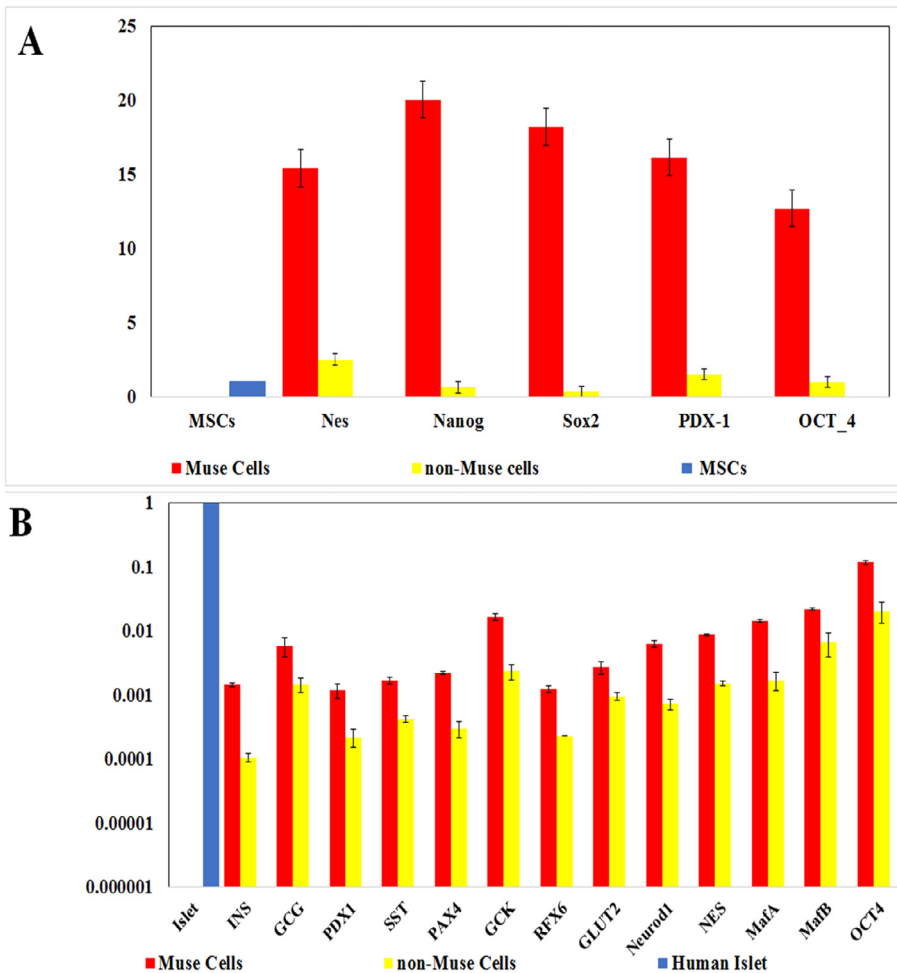 A
25
20
15
10
5
0
MSCs Nes Nanog Sox2 PDX-1 OCT_4
Muse Cells non-Muse cells MSCs
B
1
0.1
0.01
0.001
0.0001
0.00001
0.000001
Islet INS GCG PDX1 SST PAX4 GCK RFX6 GLUT2 Neurod1 NES MafA MafB OCT4
Muse Cells non-Muse Cells Human Islet